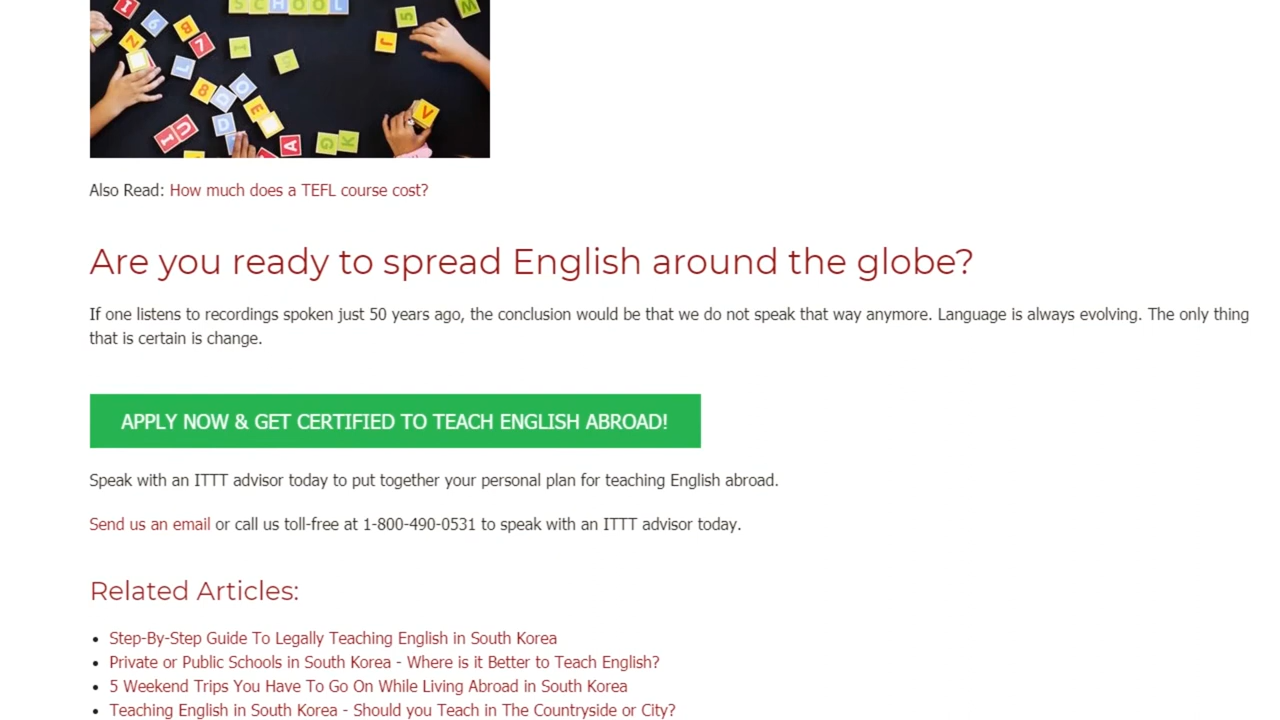 SCHOOL
Also Read: How much does a TEFL course cost?
Are you ready to spread English around the globe?
If one listens to recordings spoken just 50 years ago, the conclusion would be that we do not speak that way anymore. Language is always evolving. The only thing
that is certain is change.
APPLY NOW & GET CERTIFIED TO TEACH ENGLISH ABROAD!
Speak with an ITTT advisor today to put together your personal plan for teaching English abroad.
Send us an email or call us toll-free at 1-800-490-0531 to speak with an ITTT advisor today.
Related Articles:
• Step-By-Step Guide To Legally Teaching English in South Korea
• Private or Public Schools in South Korea - Where is it Better to Teach English?
• 5 Weekend Trips You Have To Go On While Living Abroad in South Korea
• Teaching English in South Korea - Should you Teach in The Countryside or City?